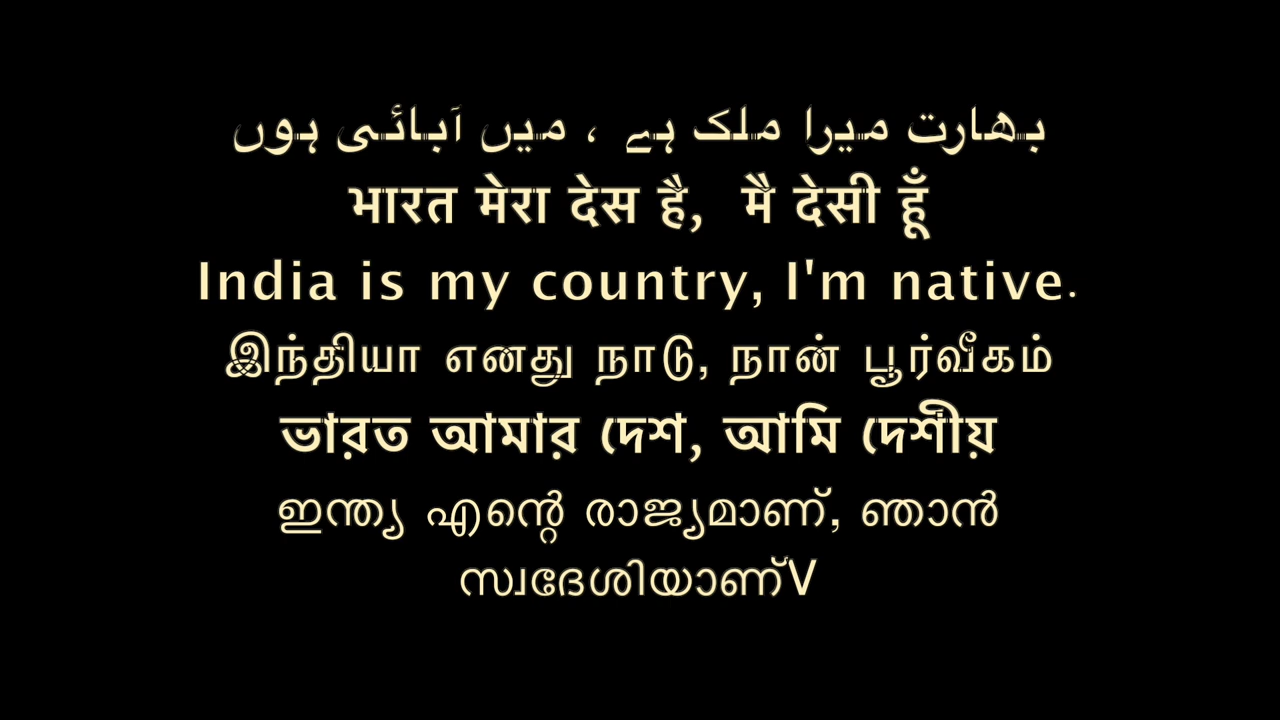 بھارت میرا ملک ہے ، میں آبائی ہوں
भारत मेरा देस है, मै देसी हूँ
India is my country, I'm native.
இந்தியா எனது நாடு, நான் பூர்வீகம்
ভারত আমার দেশ, আমি দেশীয়
ഇന്ത്യ എന്റെ രാജ്യമാണ്, ഞാൻ
സ്വദേശിയാണ്V